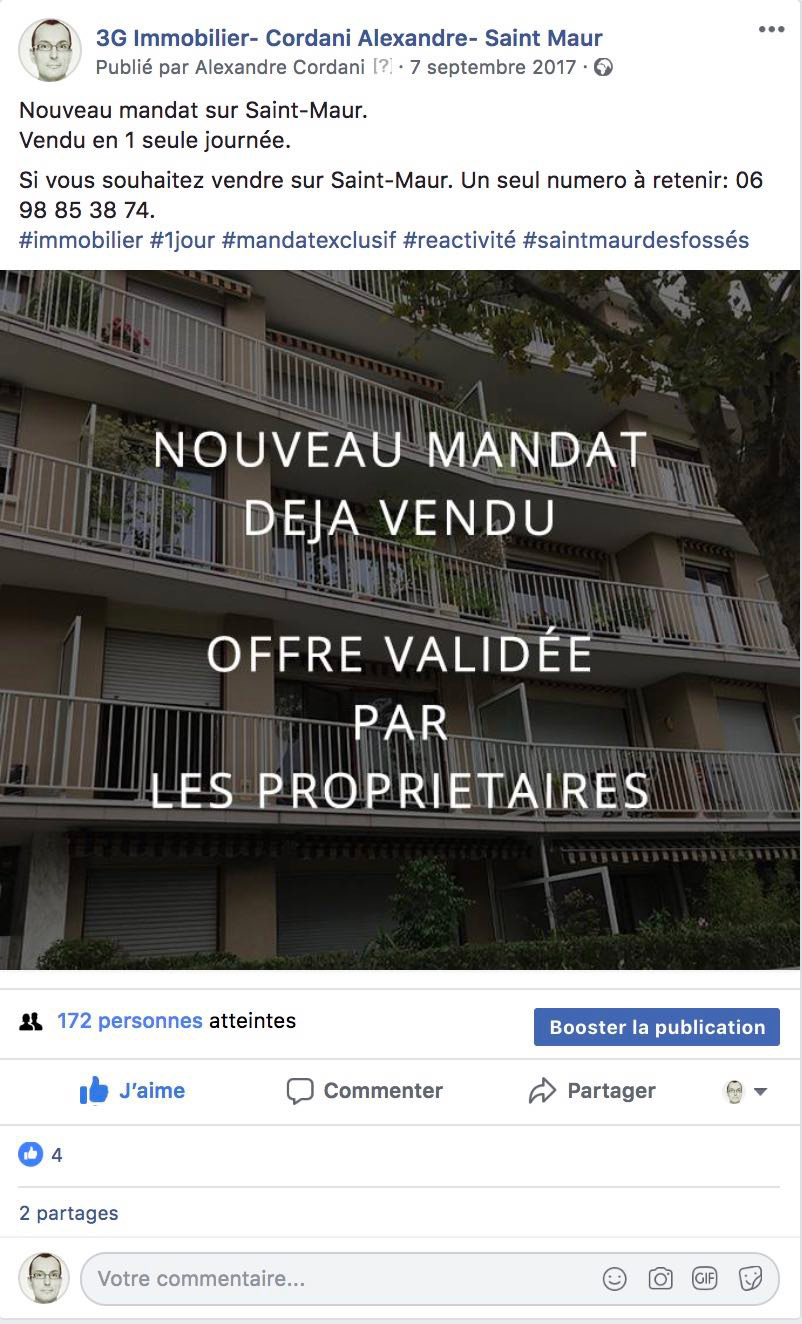 3G Immobilier- Cordani Alexandre- Saint Maur
Publié par Alexandre Cordani [?] · 7 septembre 2017 ·
Nouveau mandat sur Saint-Maur.
Vendu en 1 seule journée.
Si vous souhaitez vendre sur Saint-Maur. Un seul numero à retenir: 06
98 85 38 74.
#immobilier #1jour #mandatexclusif #reactivité #saintmaurdesfossés
NOUVEAU MANDAT
DEJA VENDU
OFFRE VALIDÉE
PAR
LES PROPRIETAIRES
172 personnes atteintes
Booster la publication
J’aime
Commenter
Partager
4
2 partages
Votre commentaire...
GIF